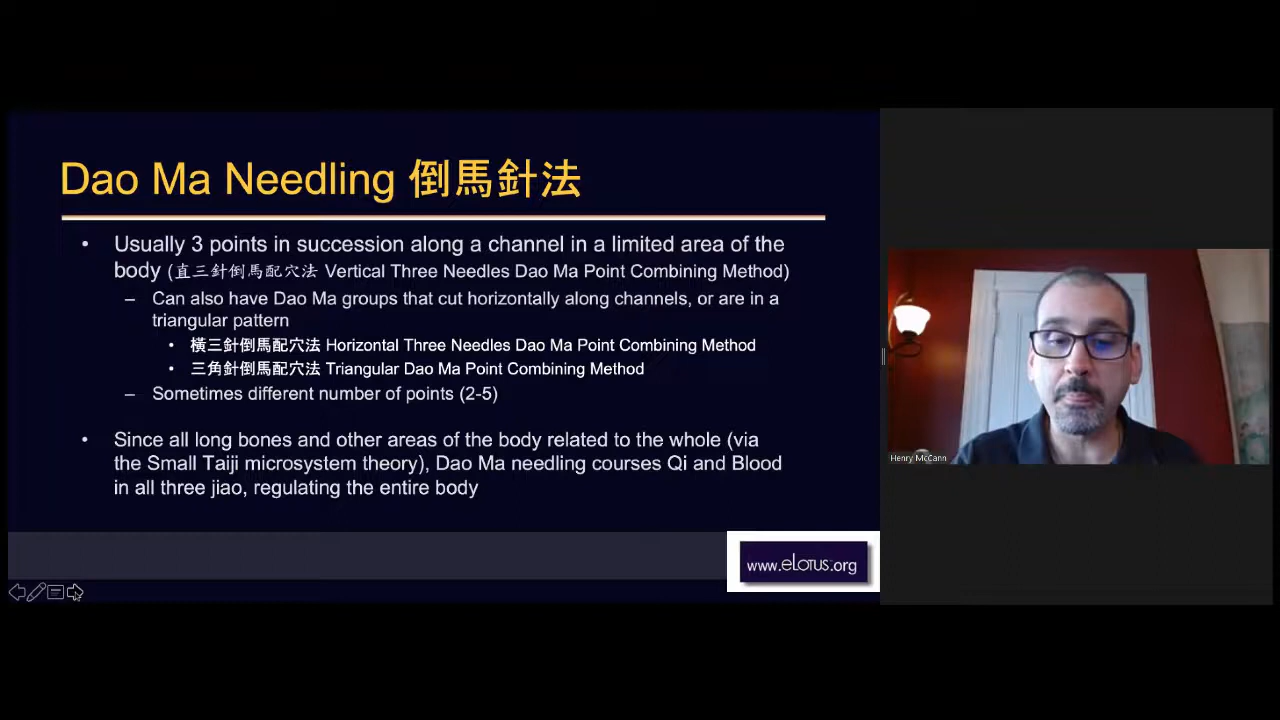 Dao Ma Needling 倒馬針法
• Usually 3 points in succession along a channel in a limited area of the
body (直三針倒馬配穴法 Vertical Three Needles Dao Ma Point Combining Method)
– Can also have Dao Ma groups that cut horizontally along channels, or are in a
triangular pattern
• 橫三針倒馬配穴法 Horizontal Three Needles Dao Ma Point Combining Method
• 三角針倒馬配穴法 Triangular Dao Ma Point Combining Method
– Sometimes different number of points (2-5)
• Since all long bones and other areas of the body related to the whole (via
the Small Taiji microsystem theory), Dao Ma needling courses Qi and Blood
in all three jiao, regulating the entire body
www.eLotus.org
Henry McCann